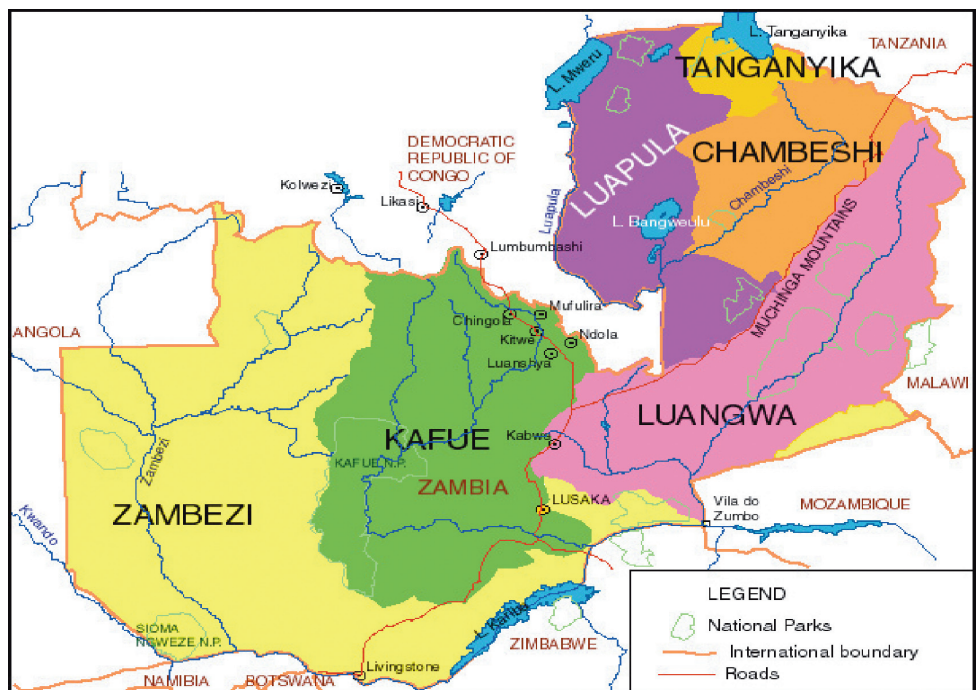 L. Tanganyika
TANZANIA
L. Mweru
TANGANYIKA
DEMOCRATIC
REPUBLIC OF
CONGO
LUAPULA
CHAMBESHI
Kolwezi
Likasi
Luapula
Chambeshi
L. Bangweulu
Lumbumbashi
MUCHINGA MOUNTAINS
Mufulira
Chingola
ANGOLA
Kitwe
Ndola
Luanshya
MALAWI
LUANGWA
KAFUE
Kabwe
Zambezi
KAFUE N.P.
ZAMBIA
LUSAKA
Vila do
Zumbo
MOZAMBIQUE
ZAMBEZI
Kwando
LEGEND
National Parks
International boundary
Roads
L. Kariba
SIOMA
NGWEZE N.P.
ZIMBABWE
Livingstone
NAMIBIA
BOTSWANA